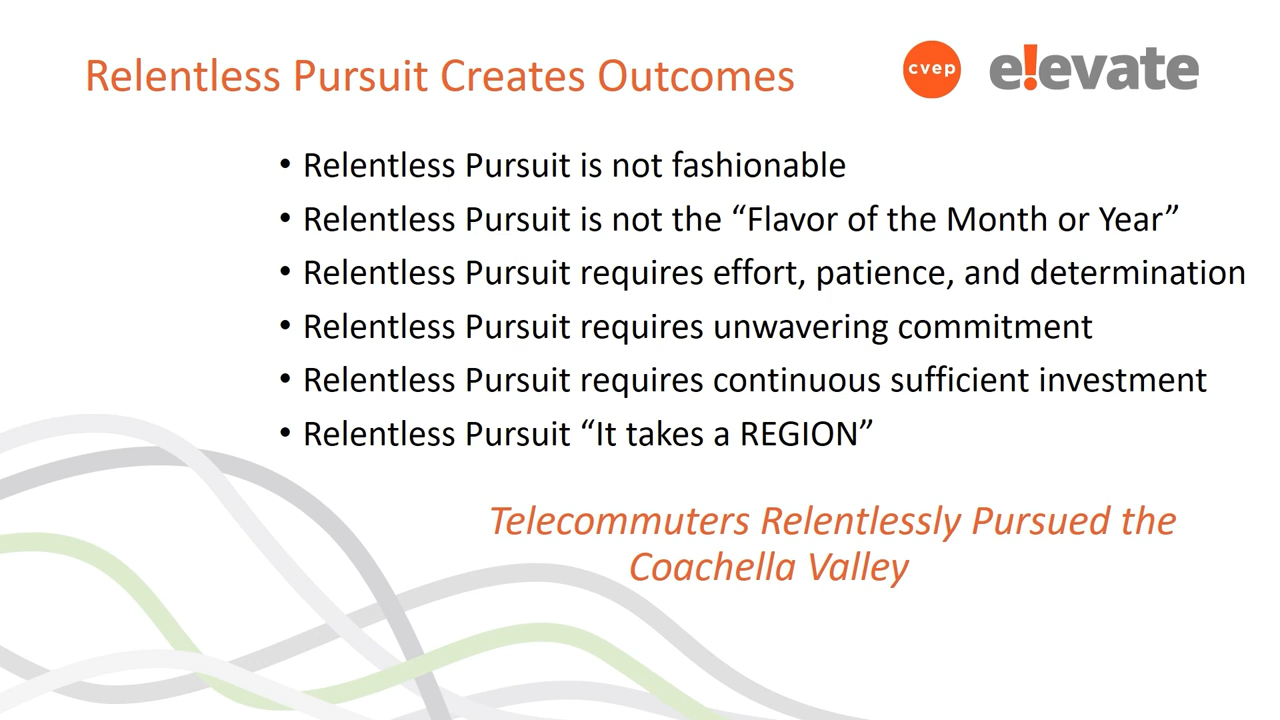 Relentless Pursuit Creates Outcomes
cvep
e!evate
• Relentless Pursuit is not fashionable
• Relentless Pursuit is not the “Flavor of the Month or Year”
• Relentless Pursuit requires effort, patience, and determination
• Relentless Pursuit requires unwavering commitment
• Relentless Pursuit requires continuous sufficient investment
• Relentless Pursuit “It takes a REGION”
Telecommuters Relentlessly Pursued the
Coachella Valley